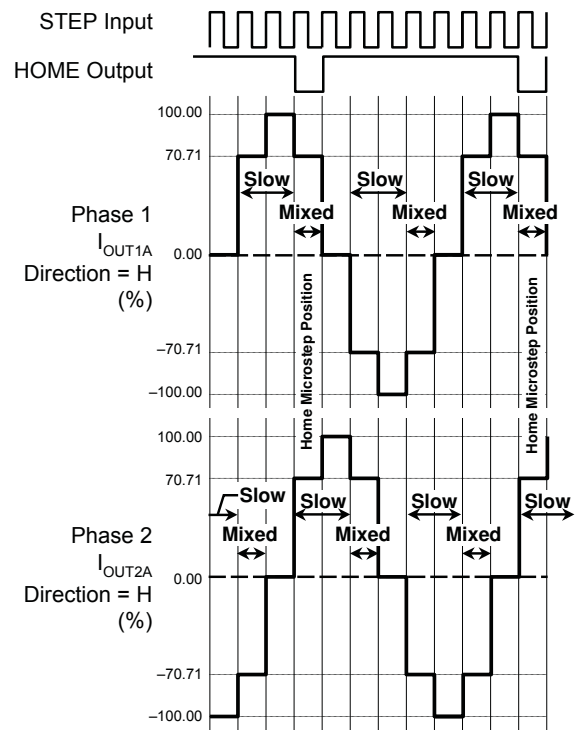 STEP Input
HOME Output
100.00
70.71
Slow
Slow
Slow
Mixed
Mixed
Mixed
Phase 1
I_OUT1A
Direction = H
(%)
0.00
–70.71
–100.00
Home Microstep Position
Home Microstep Position
100.00
70.71
Slow
Slow
Slow
Slow
Mixed
Mixed
Mixed
Phase 2
I_OUT2A
Direction = H
(%)
0.00
–70.71
–100.00